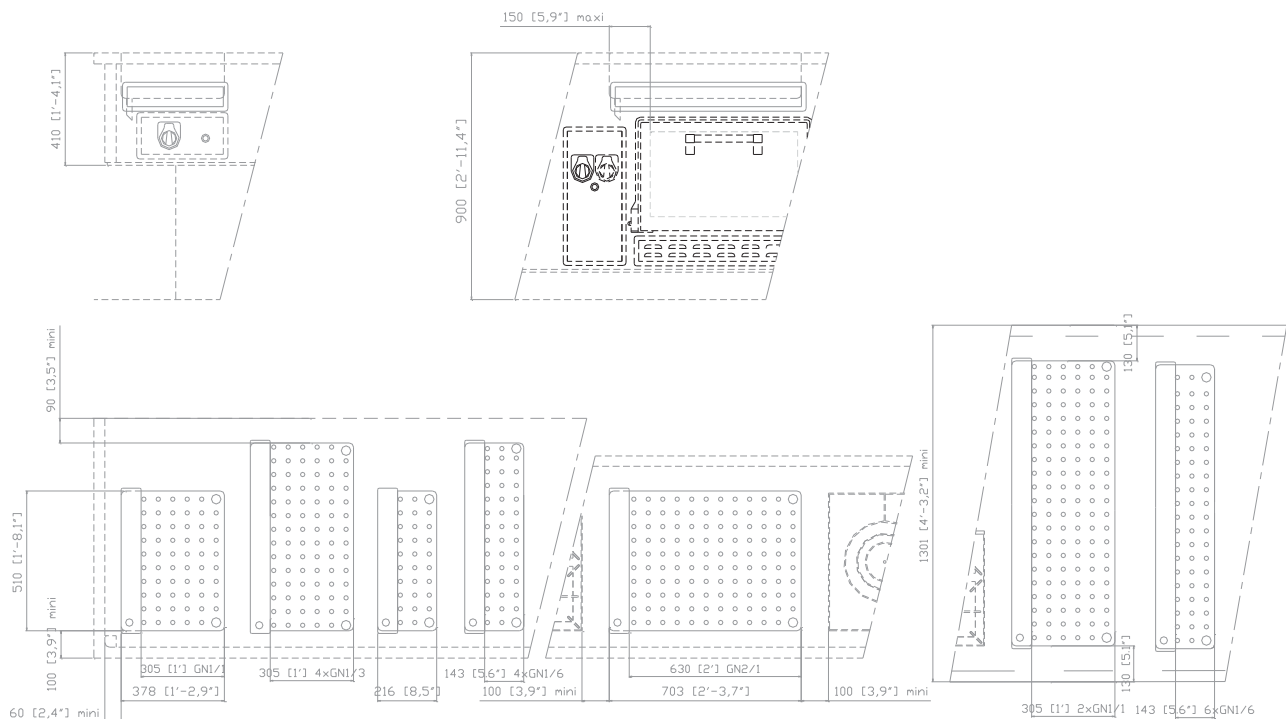 150 [5,9"] maxi
410 [1'-4,1"]
900 [2'-11,4"]
90 [3,5"] mini
130 [5,1"]
1301 [4'-3,2"] mini
510 [1'-8,1"]
100 [3,9"] mini
130 [5,1"]
305 [1'] GN1/1
305 [1'] 4xGN1/3
143 [5.6"] 4xGN1/6
630 [2'] GN2/1
378 [1'-2,9"]
216 [8,5"]
100 [3,9"] mini
703 [2'-3,7"]
100 [3,9"] mini
60 [2,4"] mini
305 [1'] 2xGN1/1
143 [5.6"] 6xGN1/6